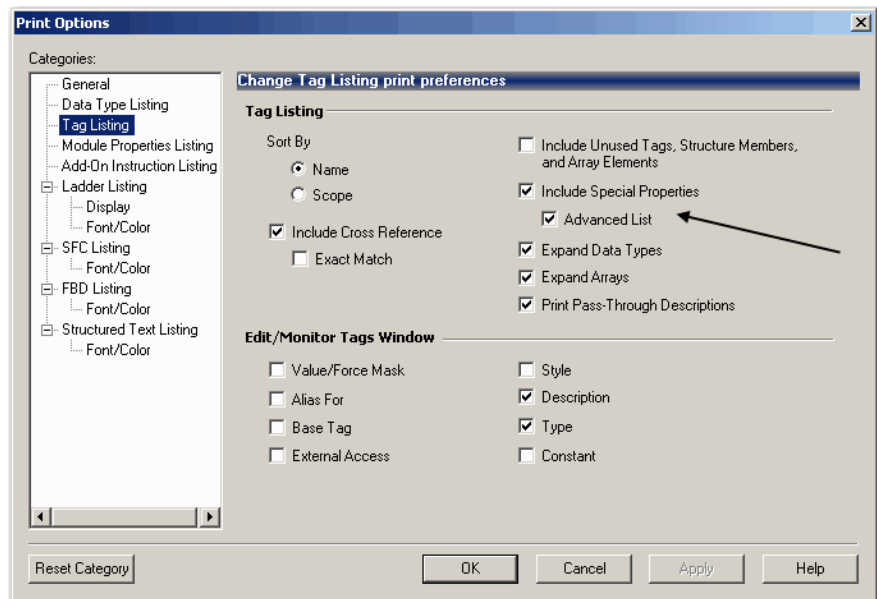 Print Options
Categories:
General
Data Type Listing
Tag Listing
Module Properties Listing
Add-On Instruction Listing
Ladder Listing
Display
Font/Color
SFC Listing
Font/Color
FBD Listing
Font/Color
Structured Text Listing
Font/Color
Change Tag Listing print preferences
Tag Listing
Sort By
Name
Scope
Include Cross Reference
Exact Match
Include Unused Tags, Structure Members,
and Array Elements
Include Special Properties
Advanced List
Expand Data Types
Expand Arrays
Print Pass-Through Descriptions
Edit/Monitor Tags Window
Value/Force Mask
Alias For
Base Tag
External Access
Style
Description
Type
Constant
Reset Category
OK
Cancel
Apply
Help